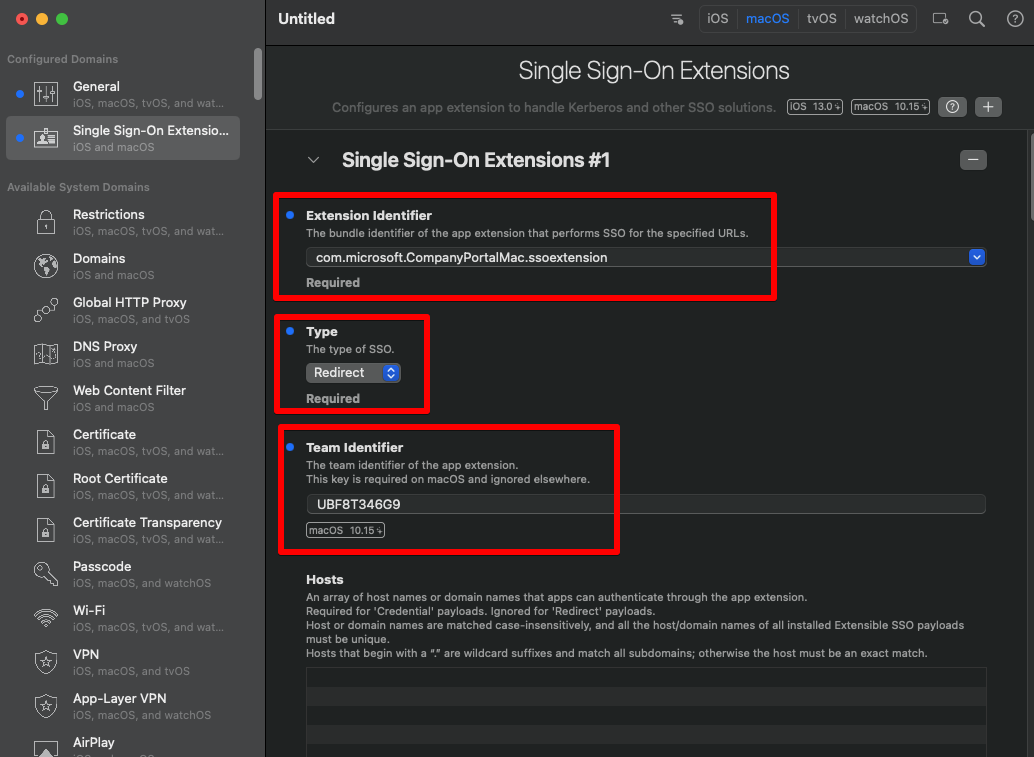 Untitled
iOS
macOS
tvOS
watchOS
Configured Domains
General
iOS, macOS, tvOS, and wat...
Single Sign-On Extensio...
iOS and macOS
Available System Domains
Restrictions
iOS, macOS, tvOS, and wat...
Domains
iOS and macOS
Global HTTP Proxy
iOS, macOS, and tvOS
DNS Proxy
iOS and macOS
Web Content Filter
iOS and macOS
Certificate
iOS, macOS, tvOS, and wat...
Root Certificate
iOS, macOS, tvOS, and wat...
Certificate Transparency
iOS, macOS, tvOS, and wat...
Passcode
iOS, macOS, and watchOS
Wi-Fi
iOS, macOS, tvOS, and wat...
VPN
iOS, macOS, and tvOS
App-Layer VPN
iOS, macOS, and watchOS
AirPlay
Single Sign-On Extensions
Configures an app extension to handle Kerberos and other SSO solutions.
iOS 13.0
macOS 10.15
Single Sign-On Extensions #1
Extension Identifier
The bundle identifier of the app extension that performs SSO for the specified URLs.
com.microsoft.CompanyPortalMac.ssoextension
Required
Type
The type of SSO.
Redirect
Required
Team Identifier
The team identifier of the app extension.
This key is required on macOS and ignored elsewhere.
UBF8T346G9
macOS 10.15
Hosts
An array of host names or domain names that apps can authenticate through the app extension.
Required for 'Credential' payloads. Ignored for 'Redirect' payloads.
Host or domain names are matched case-insensitively, and all the host/domain names of all installed Extensible SSO payloads
must be unique.
Hosts that begin with a “.” are wildcard suffixes and match all subdomains; otherwise the host must be an exact match.